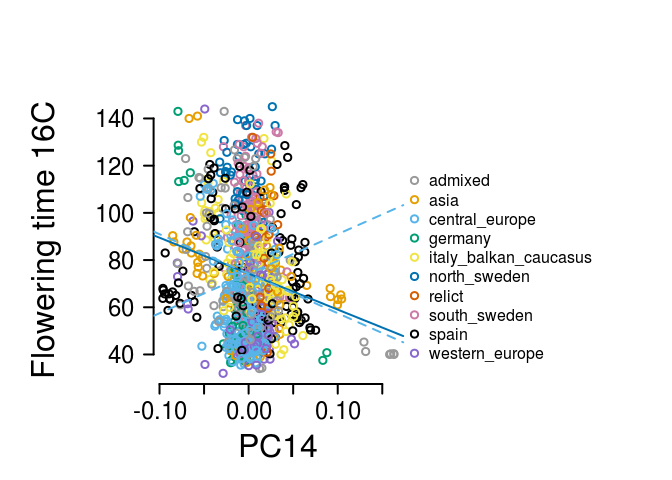 Flowering time 16C
140
120
100
80
60
40
-0.10
0.00
0.10
PC14
admixed
asia
central_europe
germany
italy_balkan_caucasus
north_sweden
relict
south_sweden
spain
western_europe